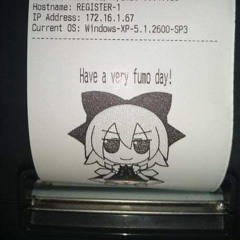 Hostname: REGISTER-1
IP Address: 172.16.1.67
Current OS: Windows-XP-5.1.2600-SP3
Have a very fumo day!